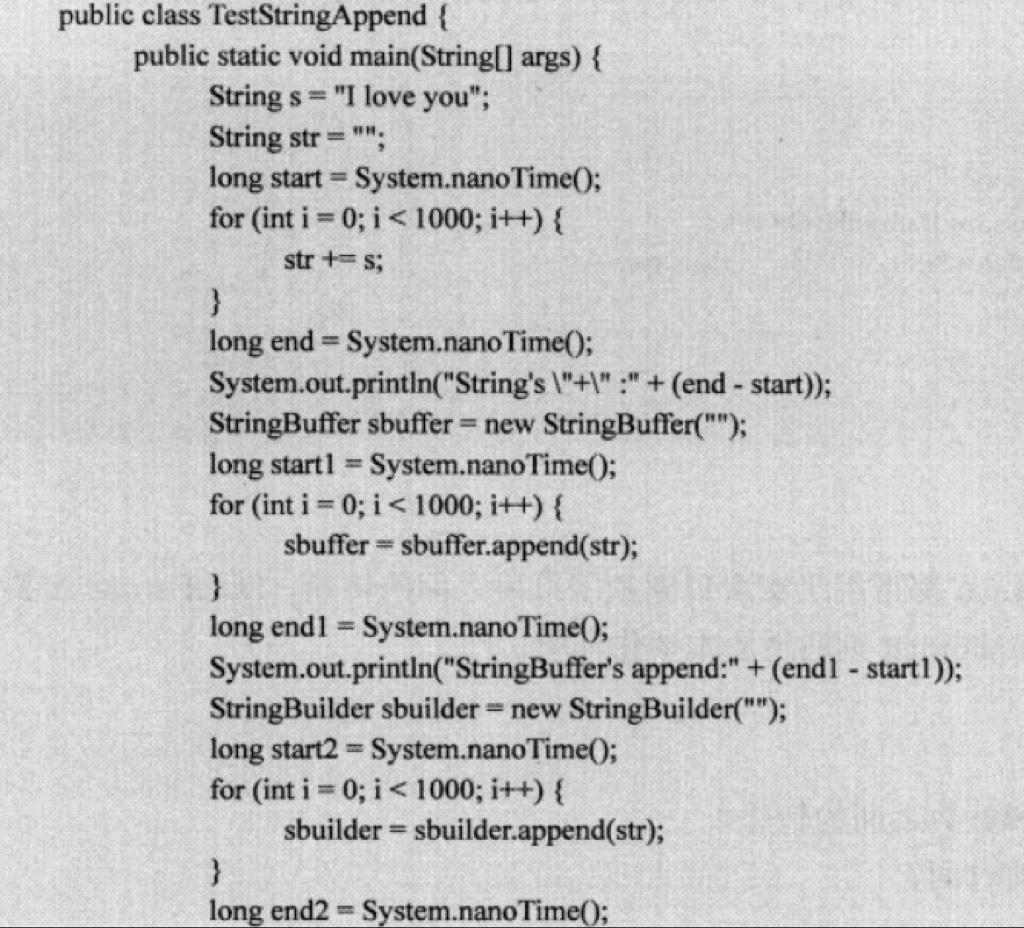 public class TestStringAppend {
public static void main(String[] args) {
String s = "I love you";
String str = "";
long start = System.nanoTime();
for (int i = 0; i < 1000; i++) {
str += s;
}
long end = System.nanoTime();
System.out.println("String's \"+\" :" + (end - start));
StringBuffer sbuffer = new StringBuffer("");
long start1 = System.nanoTime();
for (int i = 0; i < 1000; i++) {
sbuffer = sbuffer.append(str);
}
long end1 = System.nanoTime();
System.out.println("StringBuffer's append:" + (end1 - start1));
StringBuilder sbuilder = new StringBuilder("");
long start2 = System.nanoTime();
for (int i = 0; i < 1000; i++) {
sbuilder = sbuilder.append(str);
}
long end2 = System.nanoTime();